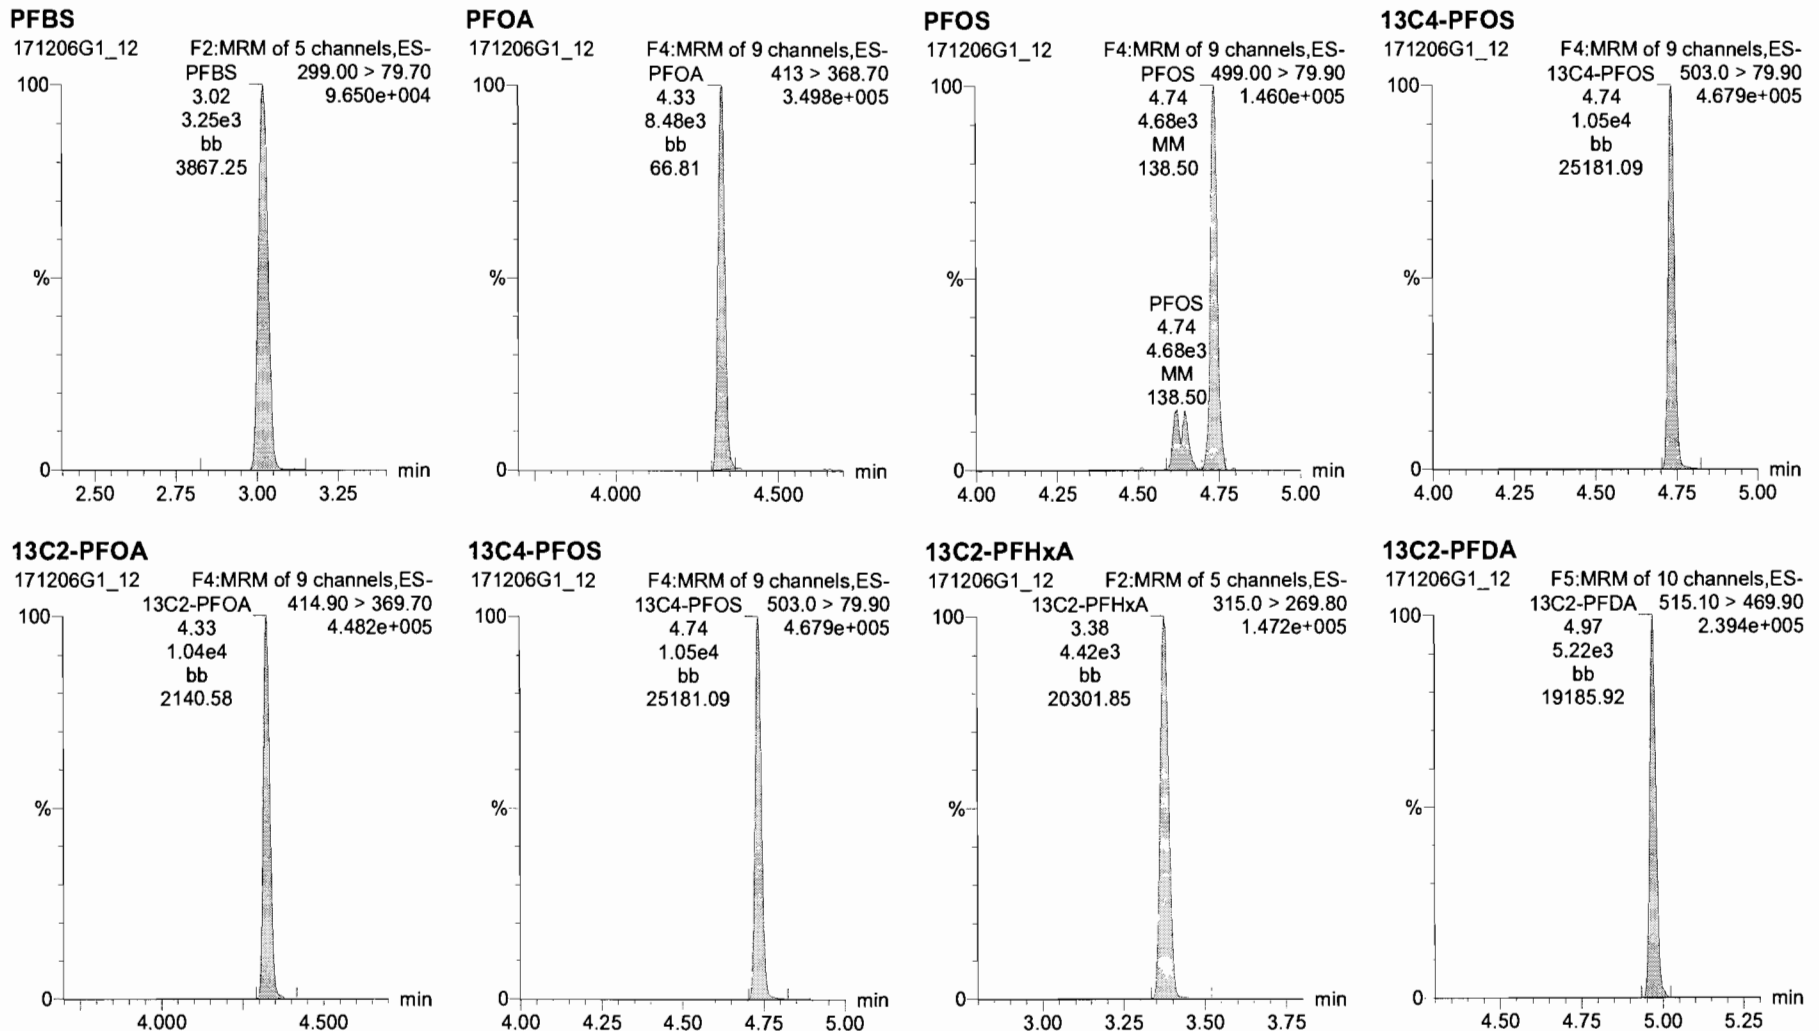 PFBS
171206G1_12 F2:MRM of 5 channels,ES-
PFBS 299.00 > 79.70
3.02 9.650e+004
3.25e3
bb
3867.25
100
%
0
min
2.50 2.75 3.00 3.25
PFOA
171206G1_12 F4:MRM of 9 channels,ES-
PFOA 413 > 368.70
4.33 3.498e+005
8.48e3
bb
66.81
100
%
0
min
4.000 4.500
PFOS
171206G1_12 F4:MRM of 9 channels,ES-
PFOS 499.00 > 79.90
4.74 1.460e+005
4.68e3
MM
138.50
PFOS
4.74
4.68e3
MM
138.50
100
%
0
min
4.00 4.25 4.50 4.75 5.00
13C4-PFOS
171206G1_12 F4:MRM of 9 channels,ES-
13C4-PFOS 503.0 > 79.90
4.74 4.679e+005
1.05e4
bb
25181.09
100
%
0
min
4.00 4.25 4.50 4.75 5.00
13C2-PFOA
171206G1_12 F4:MRM of 9 channels,ES-
13C2-PFOA 414.90 > 369.70
4.33 4.482e+005
1.04e4
bb
2140.58
100
%
0
min
4.000 4.500
13C4-PFOS
171206G1_12 F4:MRM of 9 channels,ES-
13C4-PFOS 503.0 > 79.90
4.74 4.679e+005
1.05e4
bb
25181.09
100
%
0
min
4.00 4.25 4.50 4.75 5.00
13C2-PFHxA
171206G1_12 F2:MRM of 5 channels,ES-
13C2-PFHxA 315.0 > 269.80
3.38 1.472e+005
4.42e3
bb
20301.85
100
%
0
min
3.00 3.25 3.50 3.75
13C2-PFDA
171206G1_12 F5:MRM of 10 channels,ES-
13C2-PFDA 515.10 > 469.90
4.97 2.394e+005
5.22e3
bb
19185.92
100
%
0
min
4.50 4.75 5.00 5.25